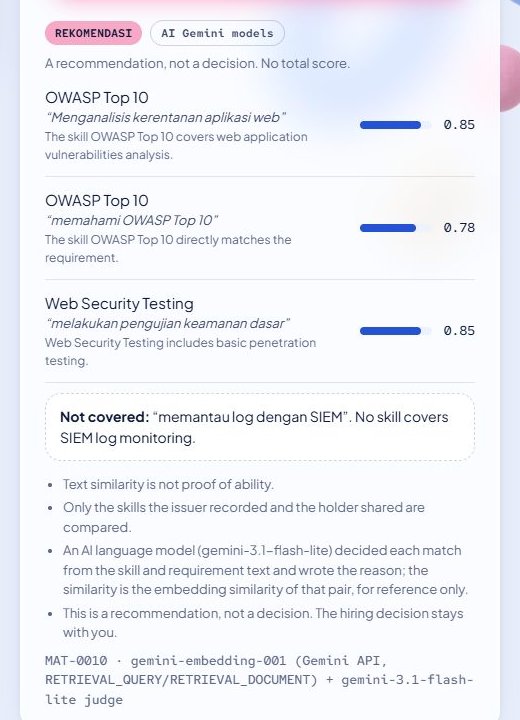 REKOMENDASI AI Gemini models
A recommendation, not a decision. No total score.
OWASP Top 10
“Menganalisis kerentanan aplikasi web”
The skill OWASP Top 10 covers web application
vulnerabilities analysis.
0.85
OWASP Top 10
“memahami OWASP Top 10”
The skill OWASP Top 10 directly matches the
requirement.
0.78
Web Security Testing
“melakukan pengujian keamanan dasar”
Web Security Testing includes basic penetration
testing.
0.85
Not covered: “memantau log dengan SIEM”. No skill covers
SIEM log monitoring.
• Text similarity is not proof of ability.
• Only the skills the issuer recorded and the holder shared are
compared.
• An AI language model (gemini-3.1-flash-lite) decided each match
from the skill and requirement text and wrote the reason; the
similarity is the embedding similarity of that pair, for reference only.
• This is a recommendation, not a decision. The hiring decision stays
with you.
MAT-0010 · gemini-embedding-001 (Gemini API,
RETRIEVAL_QUERY/RETRIEVAL_DOCUMENT) + gemini-3.1-flash-
lite judge